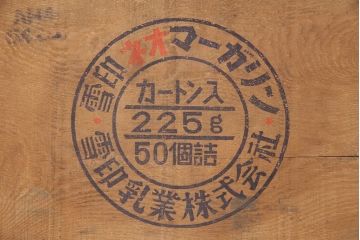 雪印 マーガリン
カートン入
225g
50個詰
雪印乳業株式会社